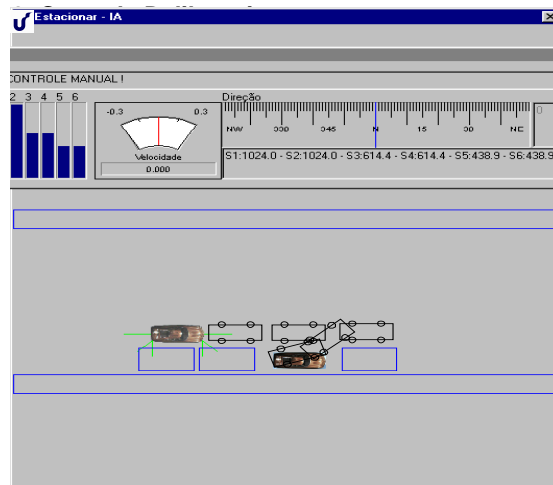 Estacionar - IA
CONTROLE MANUAL !
2 3 4 5 6
Direção
-0.3 0.3
NW 330 345 N 15 30 NE
0
Velocidade
0.000
S1:1024.0 - S2:1024.0 - S3:614.4 - S4:614.4 - S5:438.9 - S6:438.9